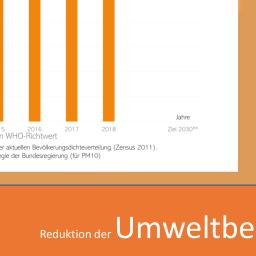 Jahre
5 2016 2017 2018 Ziel 2030**
n WHO-Richtwert
er aktuellen Bevölkerungsdichteverteilung (Zensus 2011).
egie der Bundesregierung (für PM10)
Reduktion der Umweltbe